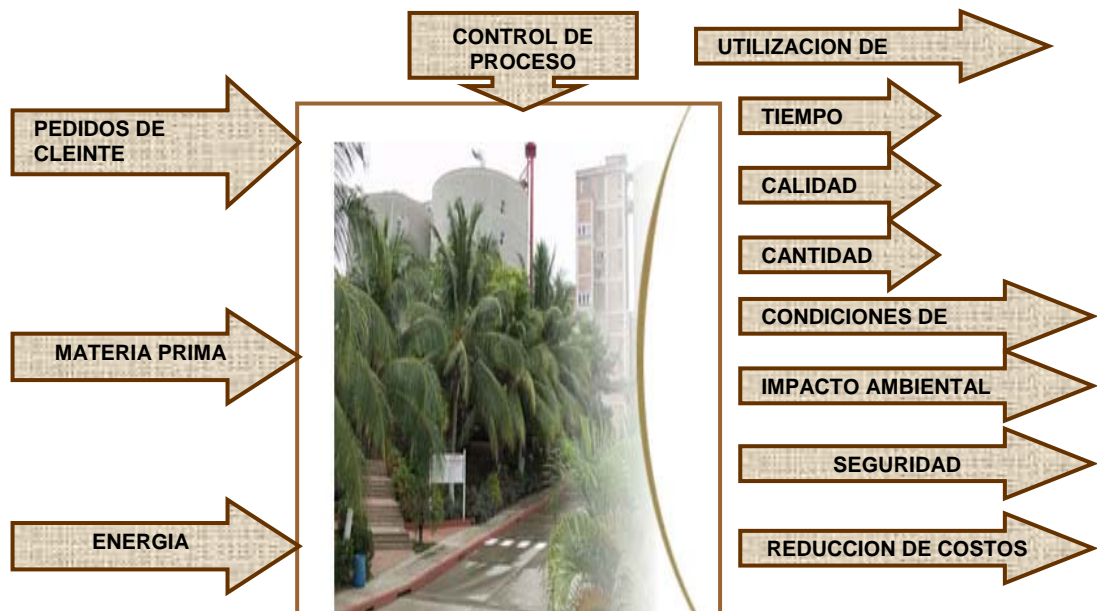 CONTROL DE
PROCESO
UTILIZACION DE
PEDIDOS DE
CLEINTE
TIEMPO
CALIDAD
CANTIDAD
CONDICIONES DE
MATERIA PRIMA
IMPACTO AMBIENTAL
SEGURIDAD
ENERGIA
REDUCCION DE COSTOS